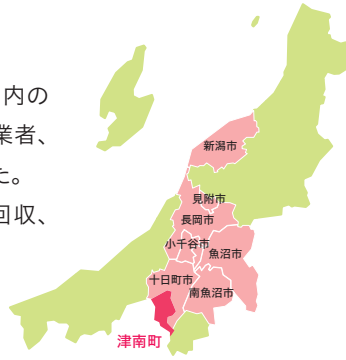 内の
業者、
た。
回収、
新潟市
見附市
長岡市
小千谷市
魚沼市
十日町市
南魚沼市
津南町